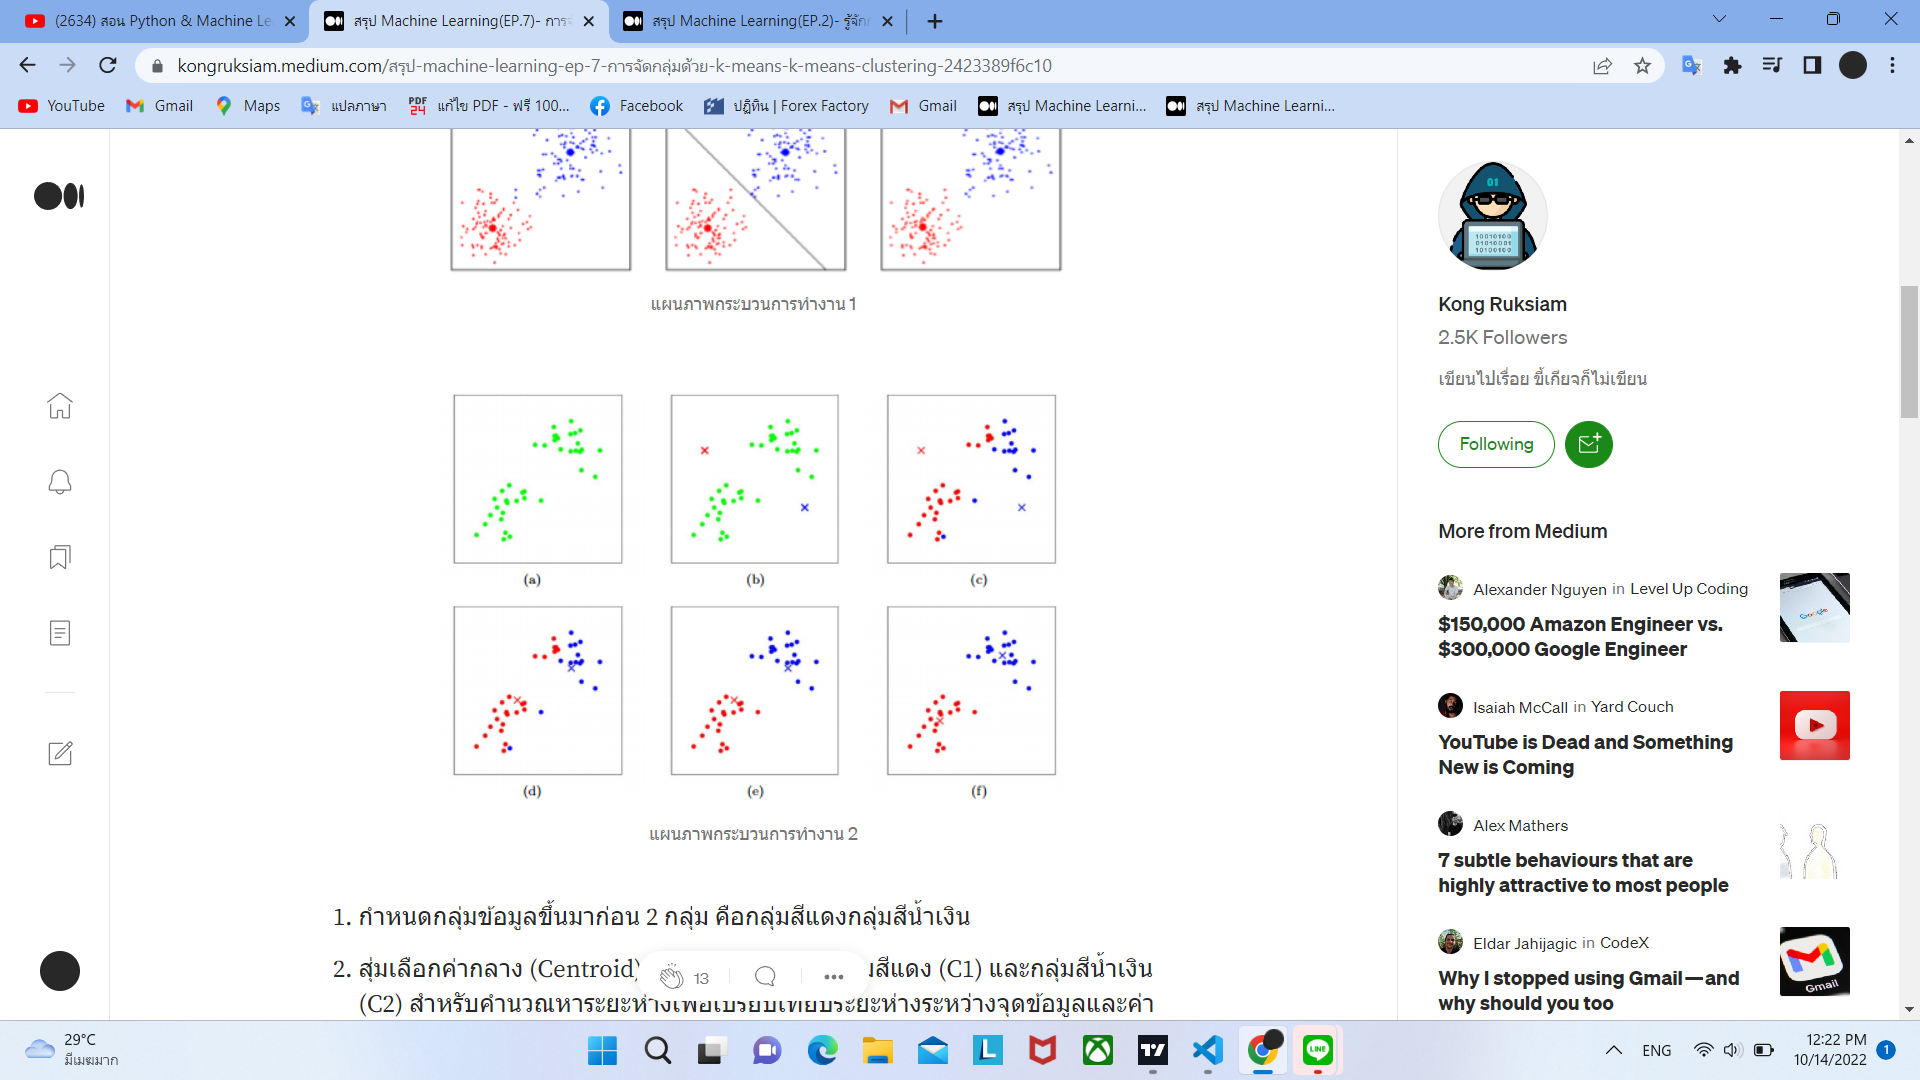 (2634) สอน Python & Machine Le
สรุป Machine Learning(EP.7)- การจ
สรุป Machine Learning(EP.2)- รู้จัก
kongruksiam.medium.com/สรุป-machine-learning-ep-7-การจัดกลุ่มด้วย-k-means-k-means-clustering-2423389f6c10
YouTube
Gmail
Maps
แปลภาษา
แก้ไข PDF - ฟรี 100...
Facebook
ปฏิทิน | Forex Factory
Gmail
สรุป Machine Learni...
สรุป Machine Learni...
แผนภาพกระบวนการทำงาน 1
(a)
(b)
(c)
(d)
(e)
(f)
แผนภาพกระบวนการทำงาน 2
1. กำหนดกลุ่มข้อมูลขึ้นมาก่อน 2 กลุ่ม คือกลุ่มสีแดงกลุ่มสีน้ำเงิน
2. สุ่มเลือกค่ากลาง (Centroid) มสีแดง (C1) และกลุ่มสีน้ำเงิน
(C2) สำหรับคำนวณหาระยะห่างเพื่อเปรียบเทียบระยะห่างระหว่างจุดข้อมูลและค่า
13
Kong Ruksiam
2.5K Followers
เขียนไปเรื่อย ขี้เกียจก็ไม่เขียน
Following
More from Medium
Alexander Nguyen in Level Up Coding
$150,000 Amazon Engineer vs.
$300,000 Google Engineer
Isaiah McCall in Yard Couch
YouTube is Dead and Something
New is Coming
Alex Mathers
7 subtle behaviours that are
highly attractive to most people
Eldar Jahijagic in CodeX
Why I stopped using Gmail — and
why should you too
Google
Gmail
29°C
มีเมฆมาก
ENG
12:22 PM
10/14/2022
1